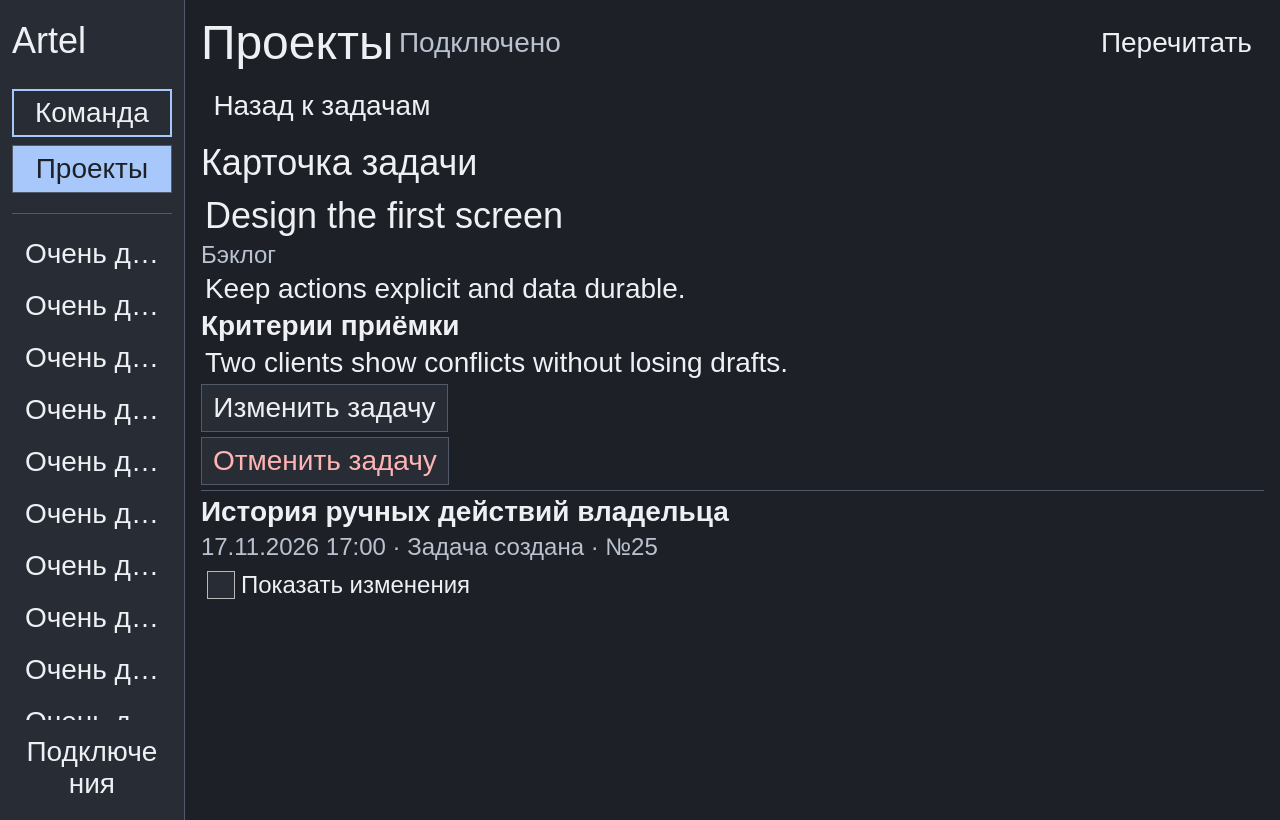 Artel
Команда
Проекты
Очень д…
Очень д…
Очень д…
Очень д…
Очень д…
Очень д…
Очень д…
Очень д…
Очень д…
Очень д…
Подключе
ния
Проекты Подключено
Перечитать
Назад к задачам
Карточка задачи
Design the first screen
Бэклог
Keep actions explicit and data durable.
Критерии приёмки
Two clients show conflicts without losing drafts.
Изменить задачу
Отменить задачу
История ручных действий владельца
17.11.2026 17:00 · Задача создана · №25
Показать изменения